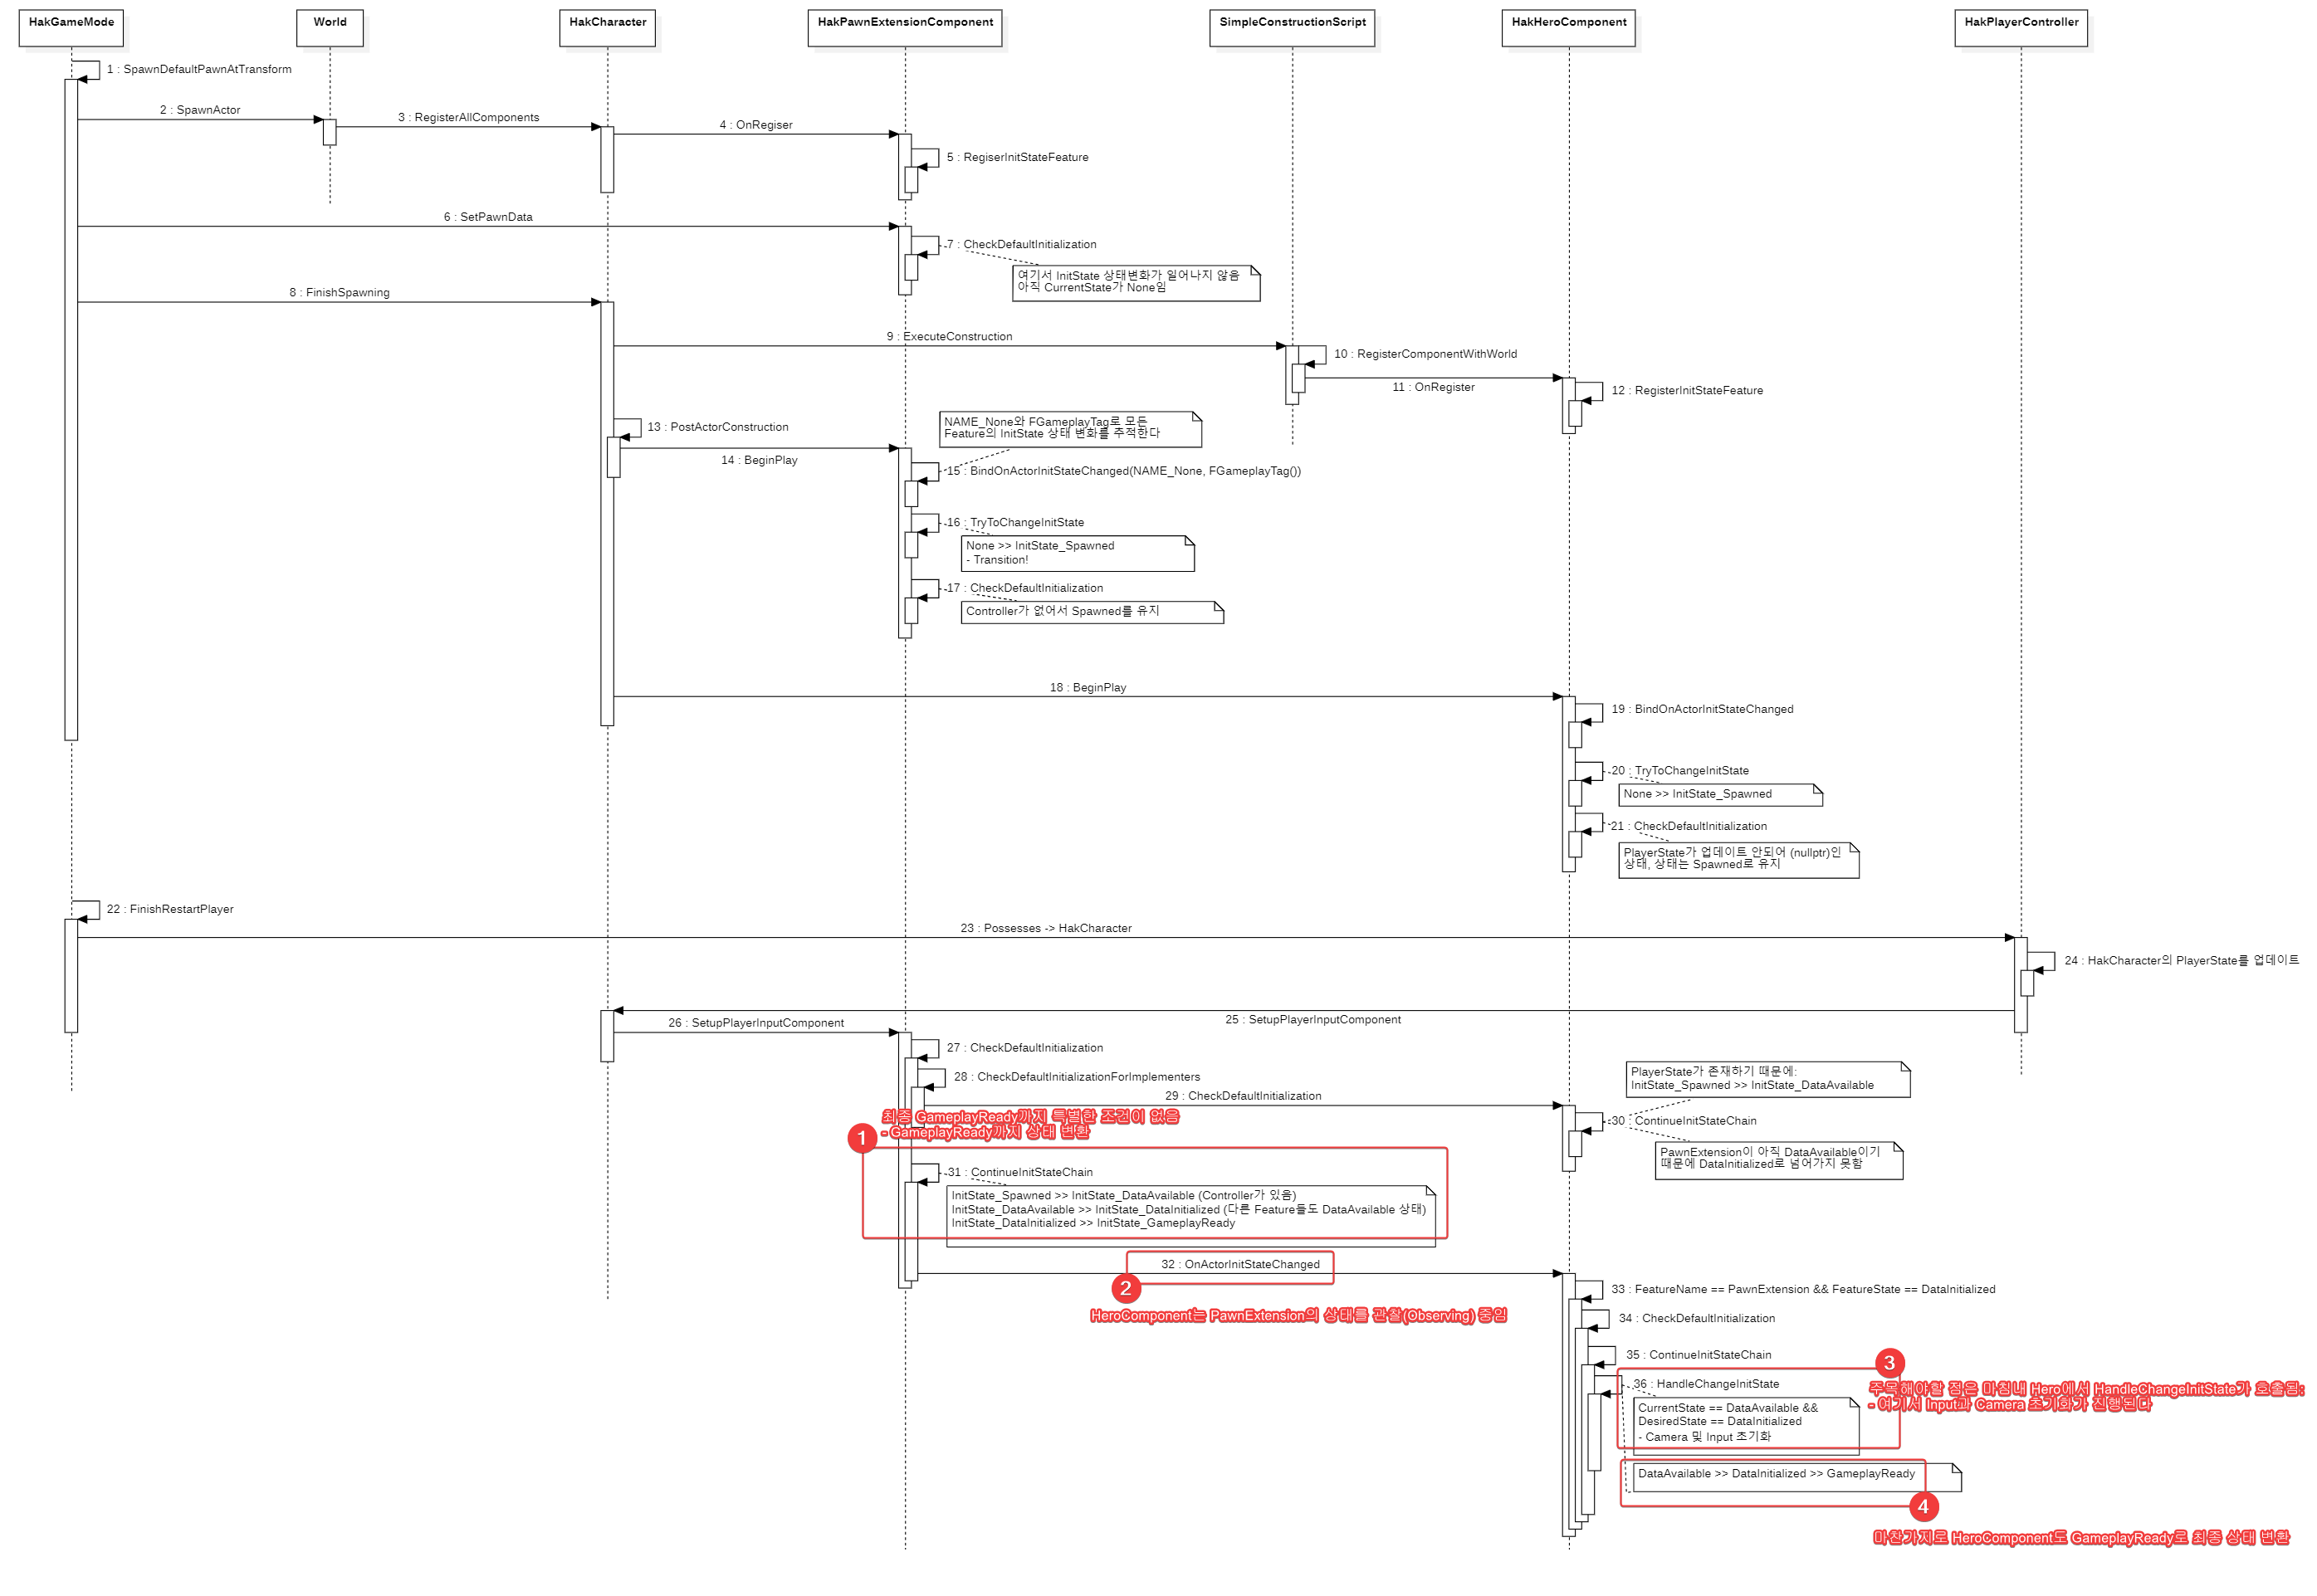 HakGameMode
World
HakCharacter
HakPawnExtensionComponent
SimpleConstructionScript
HakHeroComponent
HakPlayerController
1 : SpawnDefaultPawnAtTransform
2 : SpawnActor
3 : RegisterAllComponents
4 : OnRegiser
5 : RegiserInitStateFeature
6 : SetPawnData
7 : CheckDefaultInitialization
여기서 InitState 상태변화가 일어나지 않음
아직 CurrentState가 None임
8 : FinishSpawning
9 : ExecuteConstruction
10 : RegisterComponentWithWorld
11 : OnRegister
12 : RegisterInitStateFeature
13 : PostActorConstruction
NAME_None와 FGameplayTag로 모든
Feature의 InitState 상태 변화를 추적한다
14 : BeginPlay
15 : BindOnActorInitStateChanged(NAME_None, FGameplayTag())
16 : TryToChangeInitState
None >> InitState_Spawned
- Transition!
17 : CheckDefaultInitialization
Controller가 없어서 Spawned를 유지
18 : BeginPlay
19 : BindOnActorInitStateChanged
20 : TryToChangeInitState
None >> InitState_Spawned
21 : CheckDefaultInitialization
PlayerState가 업데이트 안되어 (nullptr)인
상태, 상태는 Spawned로 유지
22 : FinishRestartPlayer
23 : Possesses -> HakCharacter
24 : HakCharacter의 PlayerState를 업데이트
25 : SetupPlayerInputComponent
26 : SetupPlayerInputComponent
27 : CheckDefaultInitialization
28 : CheckDefaultInitializationForImplementers
29 : CheckDefaultInitialization
PlayerState가 존재하기 때문에:
InitState_Spawned >> InitState_DataAvailable
30 : ContinueInitStateChain
PawnExtension이 아직 DataAvailable이기
때문에 DataInitialized로 넘어가지 못함
1
최종 GameplayReady까지 특별한 조건이 없음
- GameplayReady까지 상태 변환
31 : ContinueInitStateChain
InitState_Spawned >> InitState_DataAvailable (Controller가 있음)
InitState_DataAvailable >> InitState_DataInitialized (다른 Feature들도 DataAvailable 상태)
InitState_DataInitialized >> InitState_GameplayReady
32 : OnActorInitStateChanged
2
HeroComponent는 PawnExtension의 상태를 관찰(Observing) 중임
33 : FeatureName == PawnExtension && FeatureState == DataInitialized
34 : CheckDefaultInitialization
35 : ContinueInitStateChain
3
36 : HandleChangeInitState
주목해야할 점은 마침내 Hero에서 HandleChangeInitState가 호출됨:
- 여기서 Input과 Camera 초기화가 진행된다
CurrentState == DataAvailable &&
DesiredState == DataInitialized
- Camera 및 Input 초기화
DataAvailable >> DataInitialized >> GameplayReady
4
마찬가지로 HeroComponent도 GameplayReady로 최종 상태 변환